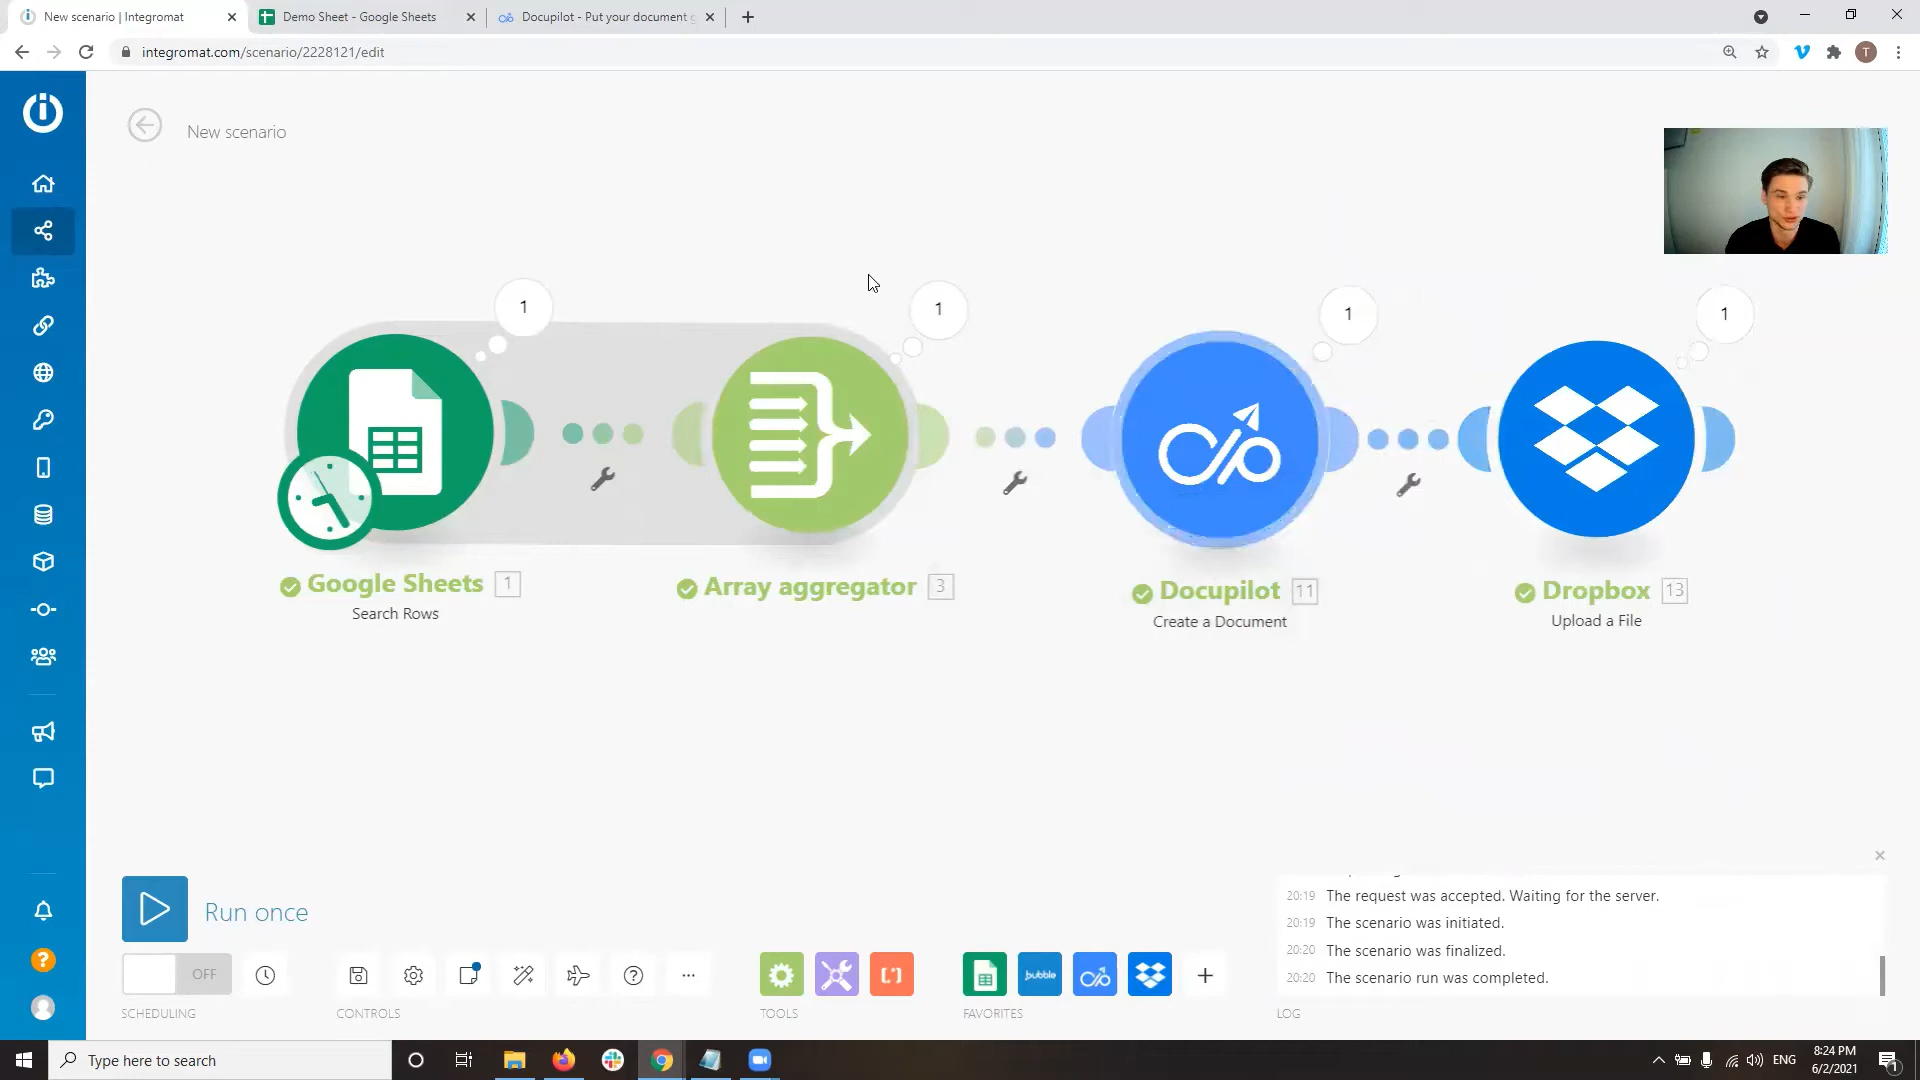 New scenario | Integromat
Demo Sheet - Google Sheets
Docupilot - Put your document g
integromat.com/scenario/2228121/edit
T
New scenario
1
1
1
1
Google Sheets 1
Search Rows
Array aggregator 3
Docupilot 11
Create a Document
Dropbox 13
Upload a File
Run once
OFF
SCHEDULING
CONTROLS
TOOLS
bubble
FAVORITES
20:19 The request was accepted. Waiting for the server.
20:19 The scenario was initiated.
20:20 The scenario was finalized.
20:20 The scenario run was completed.
LOG
Type here to search
ENG
8:24 PM
6/2/2021
1